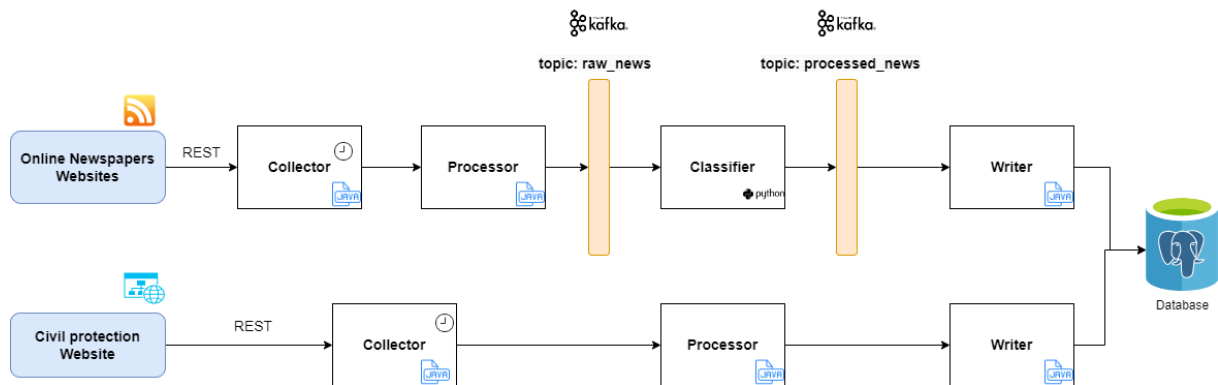 kafka.
kafka.
topic: raw_news
topic: processed_news
Online Newspapers
Websites
REST
Collector
JAVA
Processor
JAVA
Classifier
python
Writer
JAVA
Database
Civil protection
Website
REST
Collector
JAVA
Processor
JAVA
Writer
JAVA